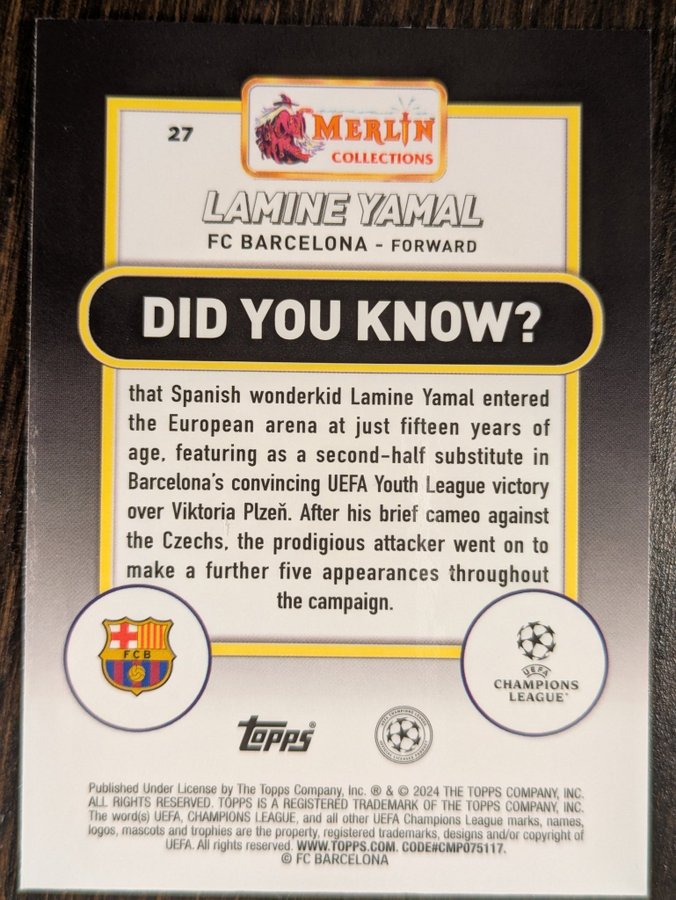 27
MERLIN
COLLECTIONS
LAMINE YAMAL
FC BARCELONA - FORWARD
DID YOU KNOW?
that Spanish wonderkid Lamine Yamal entered
the European arena at just fifteen years of
age, featuring as a second-half substitute in
Barcelona's convincing UEFA Youth League victory
over Viktoria Plzeň. After his brief cameo against
the Czechs, the prodigious attacker went on to
make a further five appearances throughout
the campaign.
FCB
UEFA
CHAMPIONS
LEAGUE®
Topps®
Published Under License by The Topps Company, Inc. ® & © 2024 THE TOPPS COMPANY, INC.
ALL RIGHTS RESERVED. TOPPS IS A REGISTERED TRADEMARK OF THE TOPPS COMPANY, INC.
The word(s) UEFA, CHAMPIONS LEAGUE, and all other UEFA Champions League marks, names,
logos, mascots and trophies are the property, registered trademarks, designs and/or copyright of
UEFA. All rights reserved. WWW.TOPPS.COM. CODE#CMP075117.
© FC BARCELONA